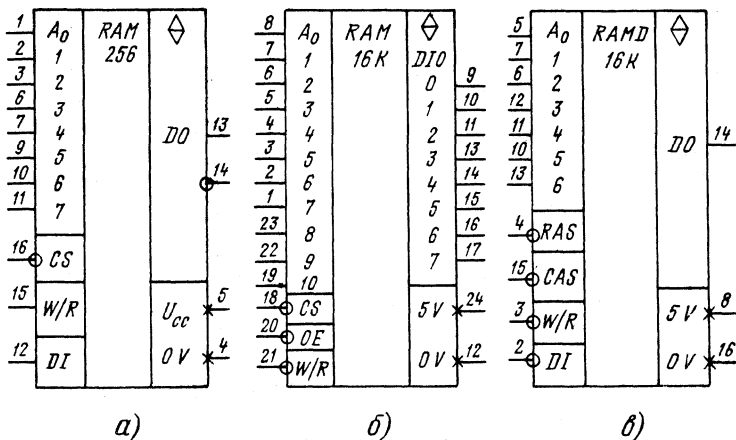 1 A0 RAM
2 1 256
3 2
6 3
7 4 DO 13
9 5
10 6 14
11 7
16 CS
15 W/R Ucc 5
12 DI 0V 4
а)
8 A0 RAM
7 1 16K DIO
6 2 0 9
5 3 1 10
4 4 2 11
3 5 3 13
2 6 4 14
1 7 5 15
23 8 6 16
22 9 7 17
19 10
18 CS 5V 24
20 OE
21 W/R 0V 12
б)
5 A0 RAMD
7 1 16K
6 2
12 3
11 4 DO 14
10 5
13 6
4 RAS
15 CAS
3 W/R 5V 8
2 DI 0V 16
в)